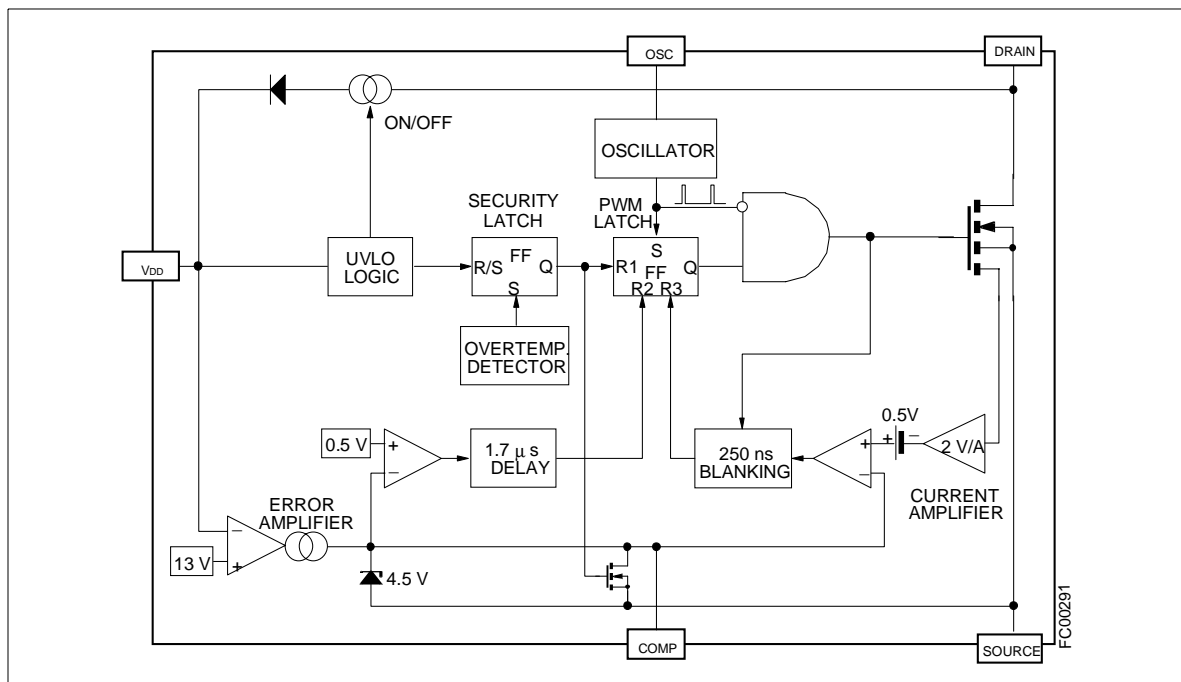 OSC
DRAIN
ON/OFF
OSCILLATOR
SECURITY
LATCH
PWM
LATCH
VDD
UVLO
LOGIC
R/S
FF
Q
S
S
R1
FF
Q
R2 R3
OVERTEMP.
DETECTOR
0.5 V
+
−
1.7 μ s
DELAY
250 ns
BLANKING
+
−
0.5V
+
−
2 V/A
CURRENT
AMPLIFIER
ERROR
AMPLIFIER
−
+
13 V
4.5 V
COMP
SOURCE
FC00291